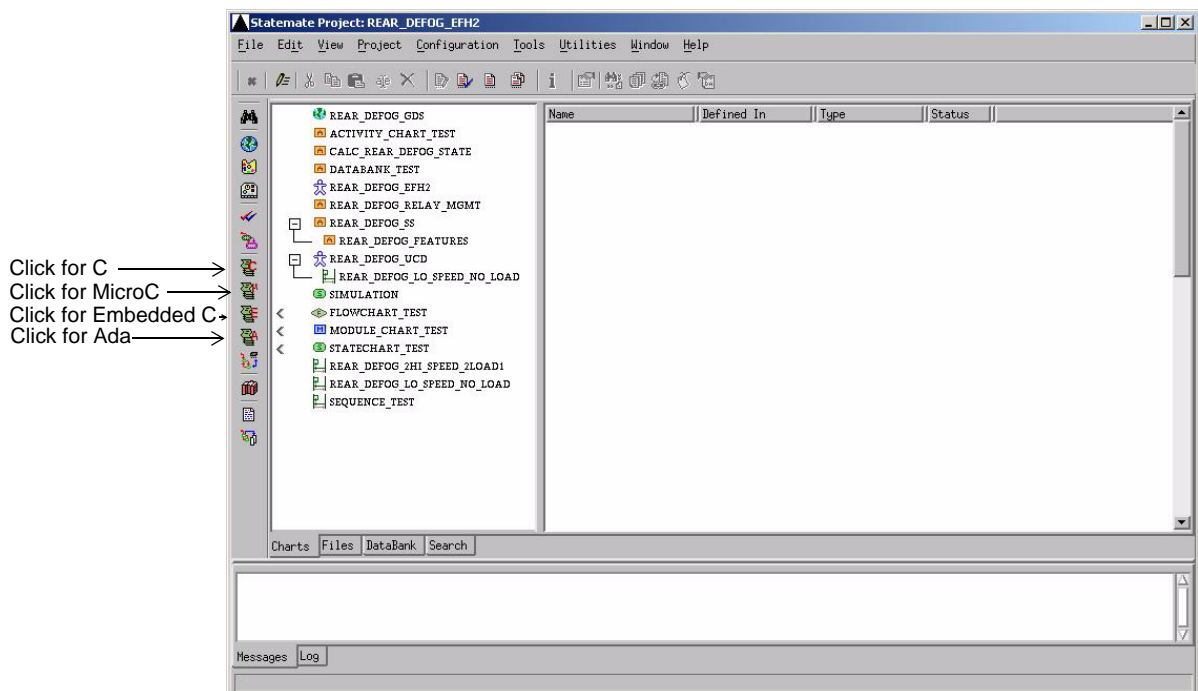 Statemate Project: REAR_DEFOG_EFH2
File Edit View Project Configuration Tools Utilities Window Help
Name Defined In Type Status
REAR_DEFOG_GDS
ACTIVITY_CHART_TEST
CALC_REAR_DEFOG_STATE
DATABANK_TEST
REAR_DEFOG_EFH2
REAR_DEFOG_RELAY_MGMT
REAR_DEFOG_SS
REAR_DEFOG_FEATURES
REAR_DEFOG_UCD
REAR_DEFOG_LO_SPEED_NO_LOAD
SIMULATION
FLOWCHART_TEST
MODULE_CHART_TEST
STATECHART_TEST
REAR_DEFOG_2HI_SPEED_2LOAD1
REAR_DEFOG_LO_SPEED_NO_LOAD
SEQUENCE_TEST
Click for C
Click for MicroC
Click for Embedded C
Click for Ada
Charts Files DataBank Search
Messages Log